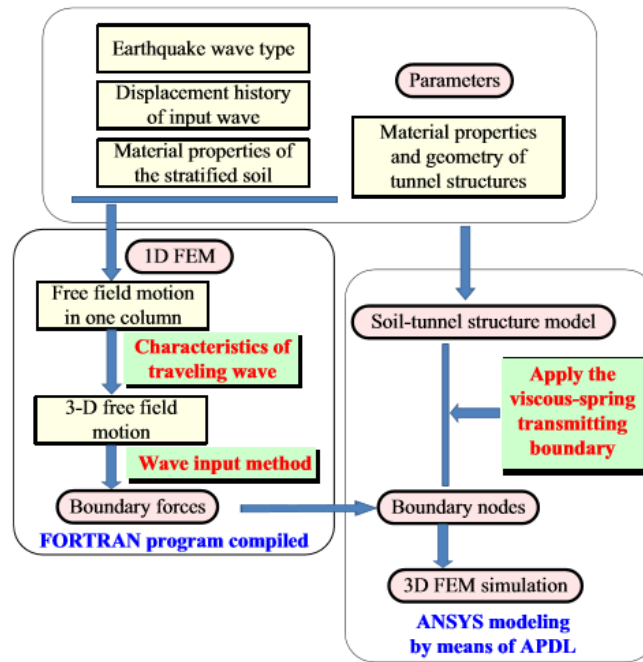 Earthquake wave type
Displacement history
of input wave
Material properties of
the stratified soil
Parameters
Material properties
and geometry of
tunnel structures
1D FEM
Free field motion
in one column
Characteristics of
traveling wave
3-D free field
motion
Wave input method
Boundary forces
FORTRAN program compiled
Soil-tunnel structure model
Apply the
viscous-spring
transmitting
boundary
Boundary nodes
3D FEM simulation
ANSYS modeling
by means of APDL